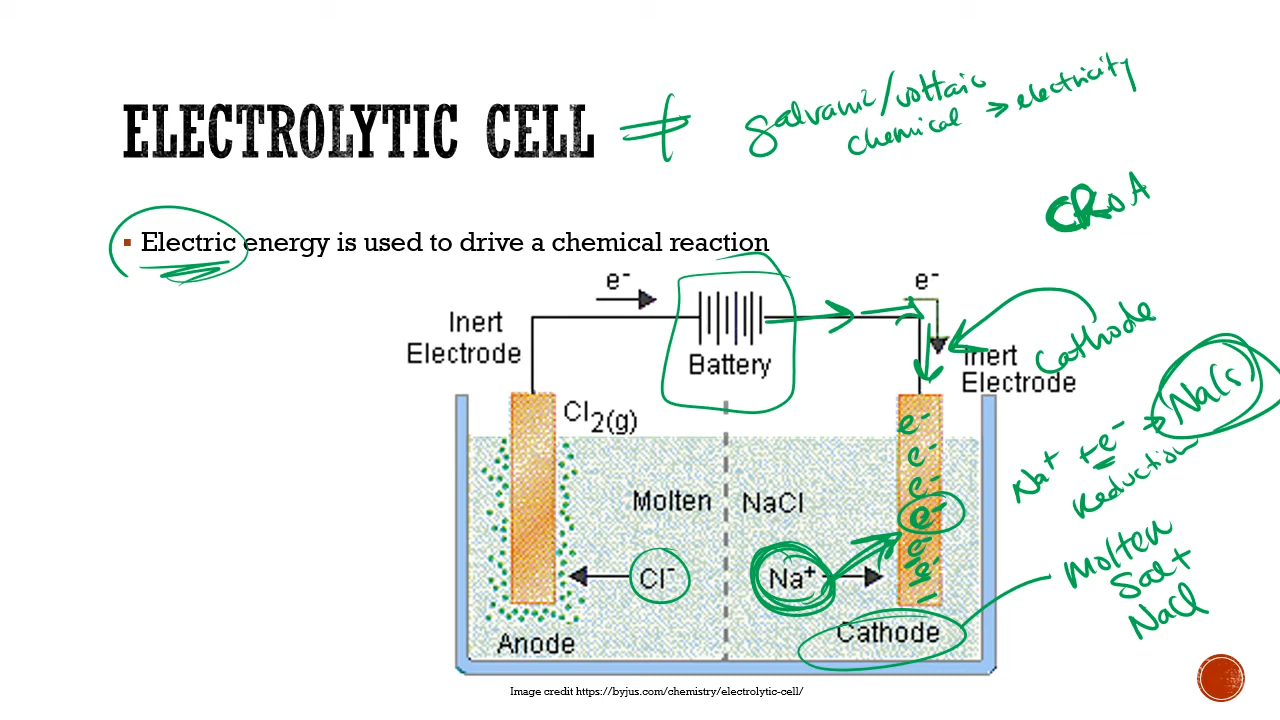 ELECTROLYTIC CELL ≠ galvanic/voltaic
chemical → electricity
CROA
▪ Electric energy is used to drive a chemical reaction
e⁻
e⁻
Inert
Electrode
Battery
Inert
Electrode
Cathode
Cl₂(g)
Na⁺ + e⁻ → Na(s)
Reduction
e⁻
e⁻
e⁻
e⁻
Molten
NaCl
Cl⁻
Na⁺
Molten
Salt
NaCl
Anode
Cathode
Image credit https://byjus.com/chemistry/electrolytic-cell/